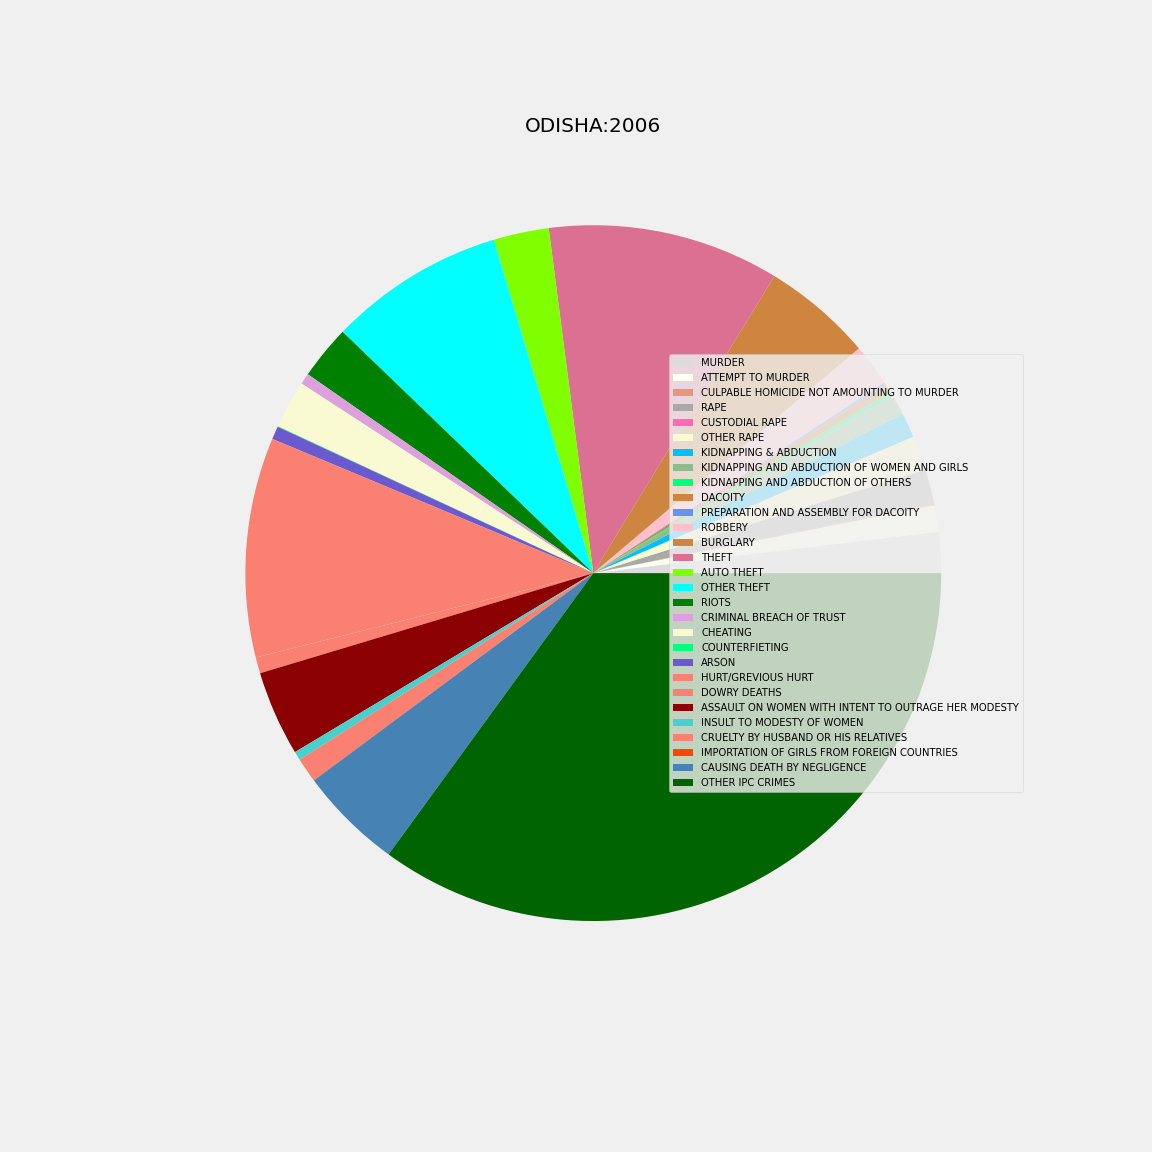 ODISHA:2006
MURDER
ATTEMPT TO MURDER
CULPABLE HOMICIDE NOT AMOUNTING TO MURDER
RAPE
CUSTODIAL RAPE
OTHER RAPE
KIDNAPPING & ABDUCTION
KIDNAPPING AND ABDUCTION OF WOMEN AND GIRLS
KIDNAPPING AND ABDUCTION OF OTHERS
DACOITY
PREPARATION AND ASSEMBLY FOR DACOITY
ROBBERY
BURGLARY
THEFT
AUTO THEFT
OTHER THEFT
RIOTS
CRIMINAL BREACH OF TRUST
CHEATING
COUNTERFIETING
ARSON
HURT/GREVIOUS HURT
DOWRY DEATHS
ASSAULT ON WOMEN WITH INTENT TO OUTRAGE HER MODESTY
INSULT TO MODESTY OF WOMEN
CRUELTY BY HUSBAND OR HIS RELATIVES
IMPORTATION OF GIRLS FROM FOREIGN COUNTRIES
CAUSING DEATH BY NEGLIGENCE
OTHER IPC CRIMES